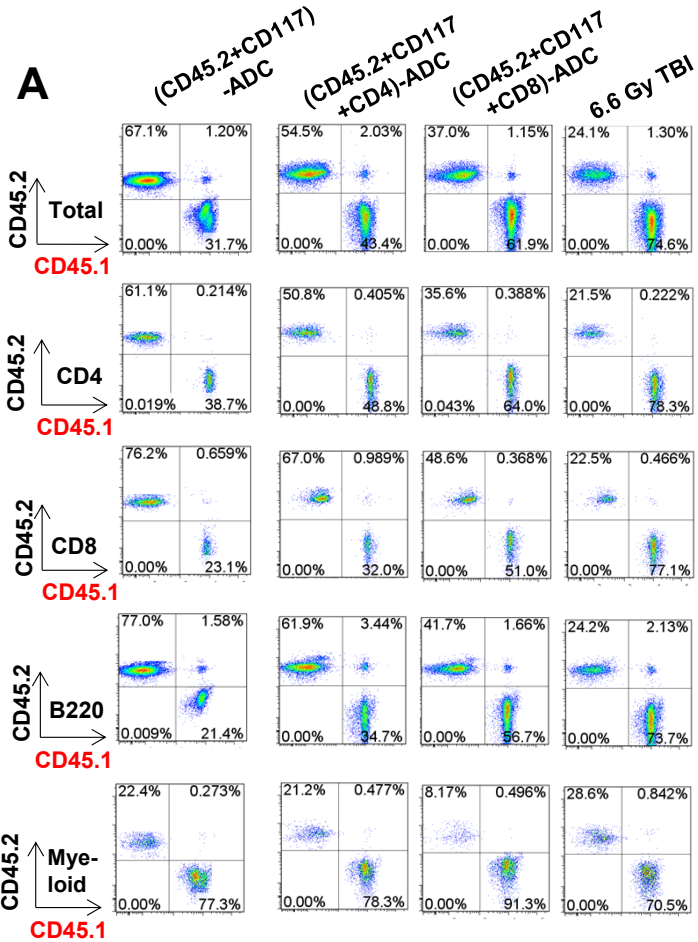 A
(CD45.2+CD117)
-ADC
(CD45.2+CD117
+CD4)-ADC
(CD45.2+CD117
+CD8)-ADC
6.6 Gy TBI
67.1% 1.20% 54.5% 2.03% 37.0% 1.15% 24.1% 1.30%
CD45.2
Total
0.00% 31.7% 0.00% 43.4% 0.00% 61.9% 0.00% 74.6%
CD45.1
61.1% 0.214% 50.8% 0.405% 35.6% 0.388% 21.5% 0.222%
CD45.2
CD4
0.019% 38.7% 0.00% 48.8% 0.043% 64.0% 0.00% 78.3%
CD45.1
76.2% 0.659% 67.0% 0.989% 48.6% 0.368% 22.5% 0.466%
CD45.2
CD8
0.00% 23.1% 0.00% 32.0% 0.00% 51.0% 0.00% 77.1%
CD45.1
77.0% 1.58% 61.9% 3.44% 41.7% 1.66% 24.2% 2.13%
CD45.2
B220
0.009% 21.4% 0.00% 34.7% 0.00% 56.7% 0.00% 73.7%
CD45.1
22.4% 0.273% 21.2% 0.477% 8.17% 0.496% 28.6% 0.842%
CD45.2
Mye-
loid
0.00% 77.3% 0.00% 78.3% 0.00% 91.3% 0.00% 70.5%
CD45.1